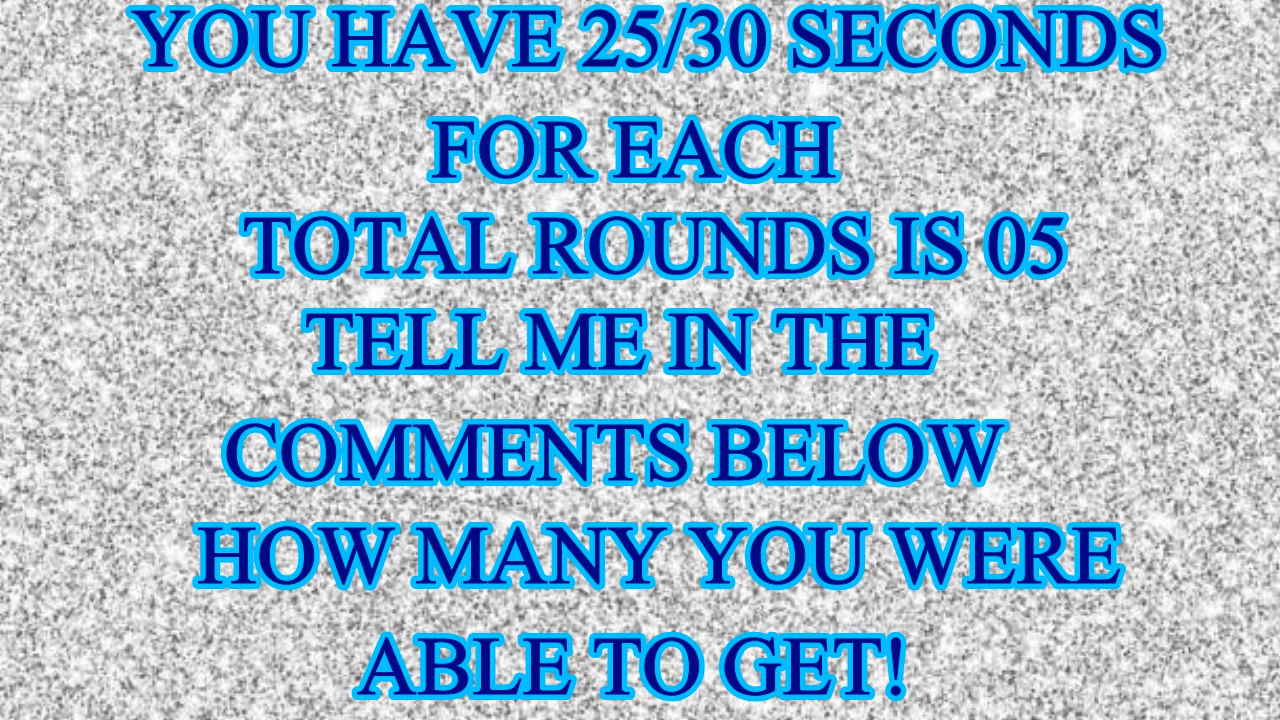 YOU HAVE 25/30 SECONDS
FOR EACH
TOTAL ROUNDS IS 05
TELL ME IN THE
COMMENTS BELOW
HOW MANY YOU WERE
ABLE TO GET!